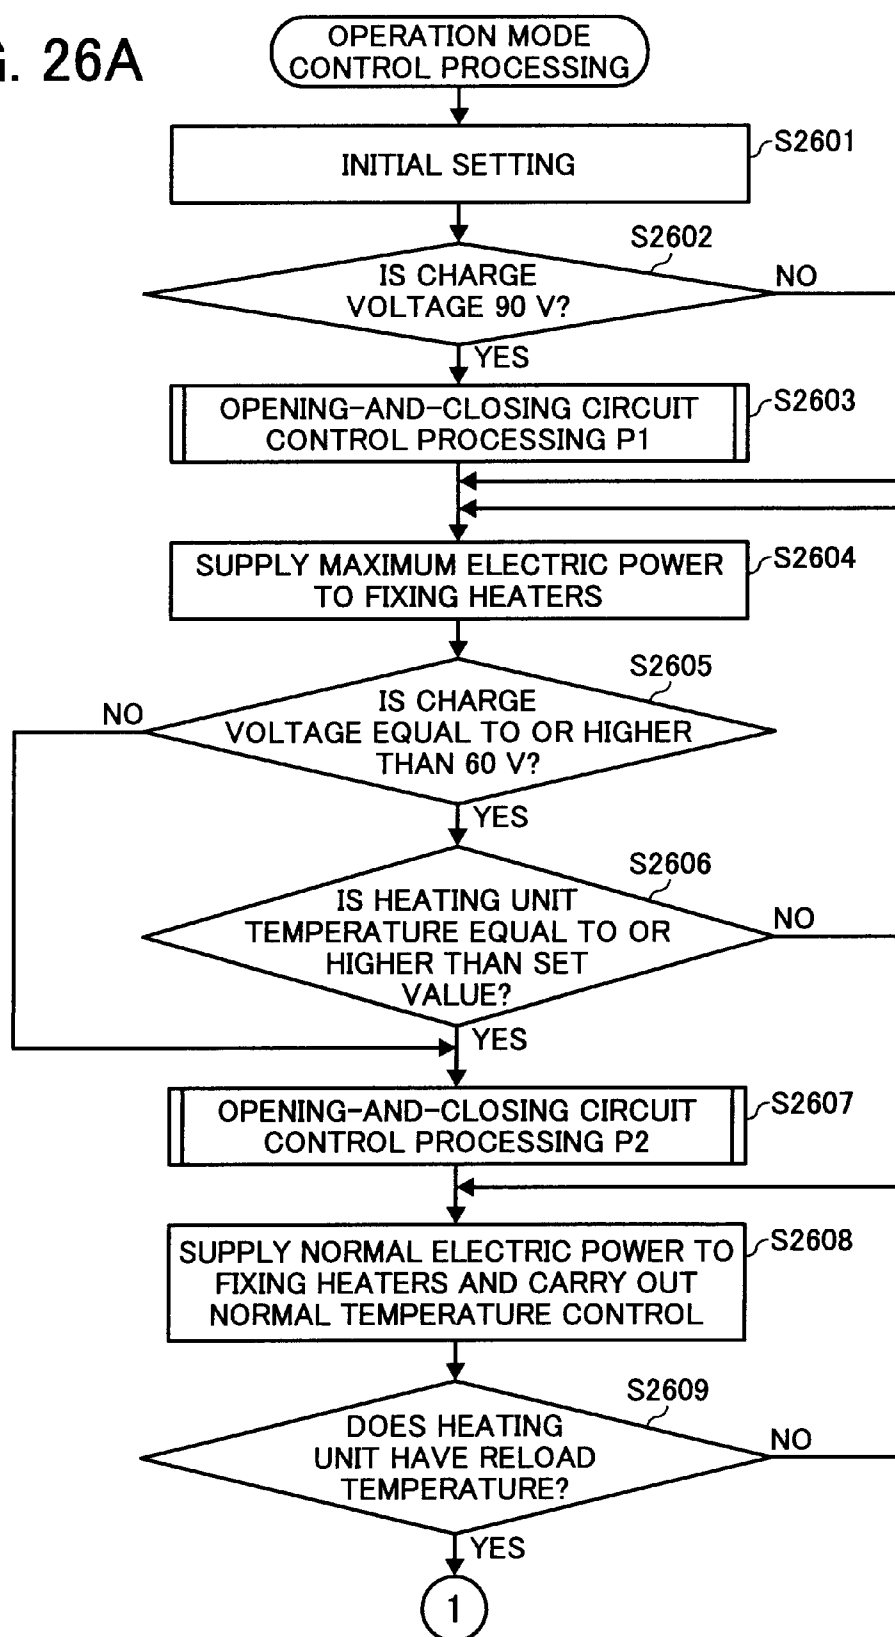 . 26A
OPERATION MODE
CONTROL PROCESSING
S2601
INITIAL SETTING
S2602
IS CHARGE
VOLTAGE 90 V?
NO
YES
S2603
OPENING-AND-CLOSING CIRCUIT
CONTROL PROCESSING P1
S2604
SUPPLY MAXIMUM ELECTRIC POWER
TO FIXING HEATERS
S2605
IS CHARGE
VOLTAGE EQUAL TO OR HIGHER
THAN 60 V?
NO
YES
S2606
IS HEATING UNIT
TEMPERATURE EQUAL TO OR
HIGHER THAN SET
VALUE?
NO
YES
S2607
OPENING-AND-CLOSING CIRCUIT
CONTROL PROCESSING P2
S2608
SUPPLY NORMAL ELECTRIC POWER TO
FIXING HEATERS AND CARRY OUT
NORMAL TEMPERATURE CONTROL
S2609
DOES HEATING
UNIT HAVE RELOAD
TEMPERATURE?
NO
YES
1